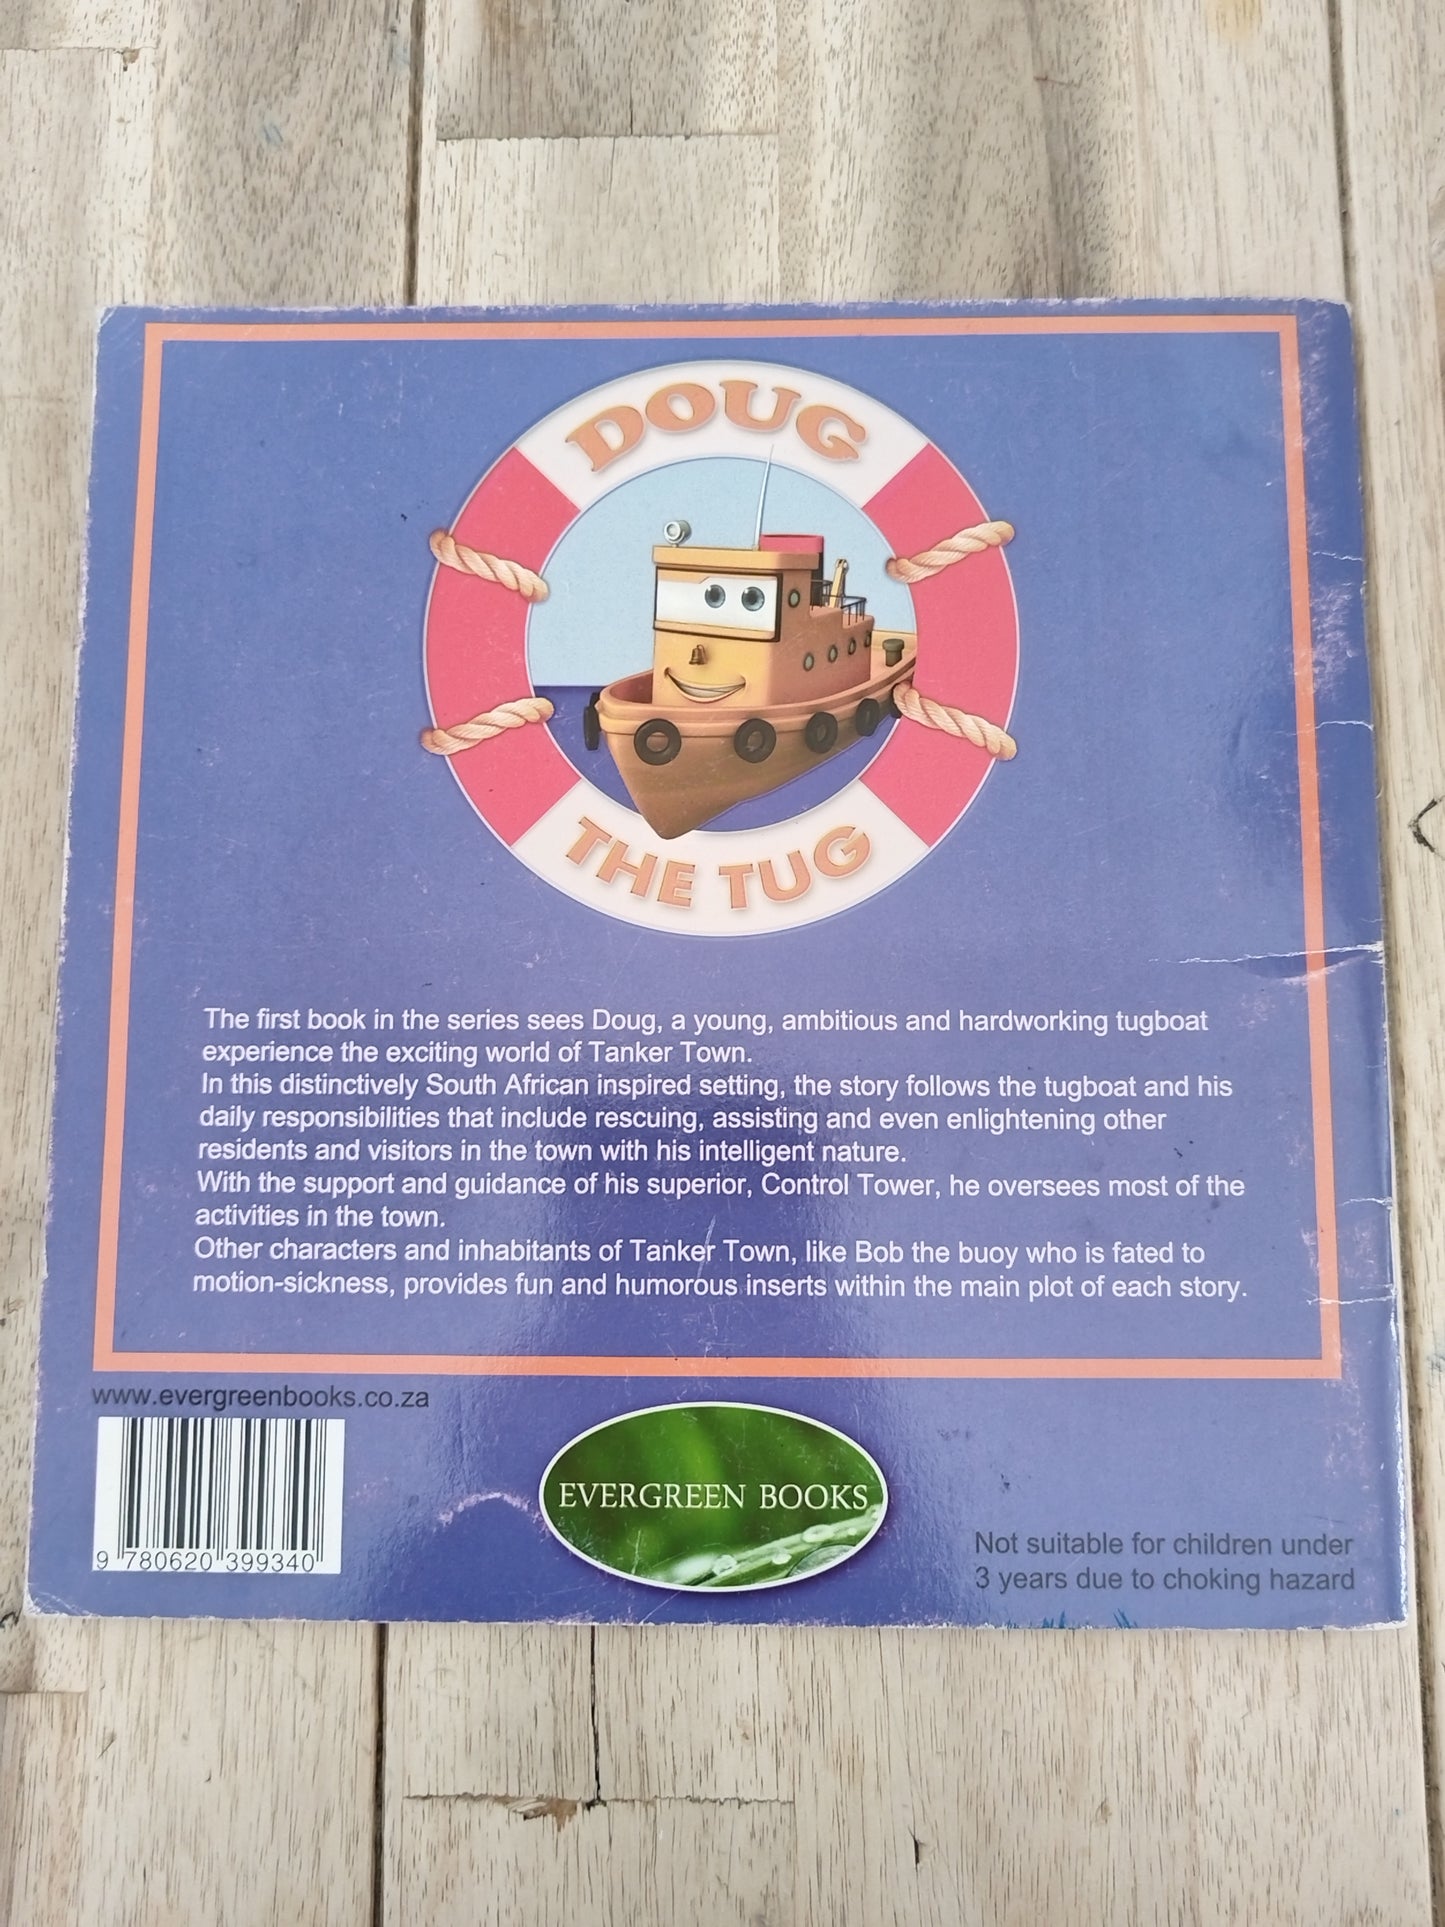 DOUG
THE TUG
The first book in the series sees Doug, a young, ambitious and hardworking tugboat
experience the exciting world of Tanker Town.
In this distinctively South African inspired setting, the story follows the tugboat and his
daily responsibilities that include rescuing, assisting and even enlightening other
residents and visitors in the town with his intelligent nature.
With the support and guidance of his superior, Control Tower, he oversees most of the
activities in the town.
Other characters and inhabitants of Tanker Town, like Bob the buoy who is fated to
motion-sickness, provides fun and humorous inserts within the main plot of each story.
www.evergreenbooks.co.za
9 780620 399340
EVERGREEN BOOKS
Not suitable for children under
3 years due to choking hazard